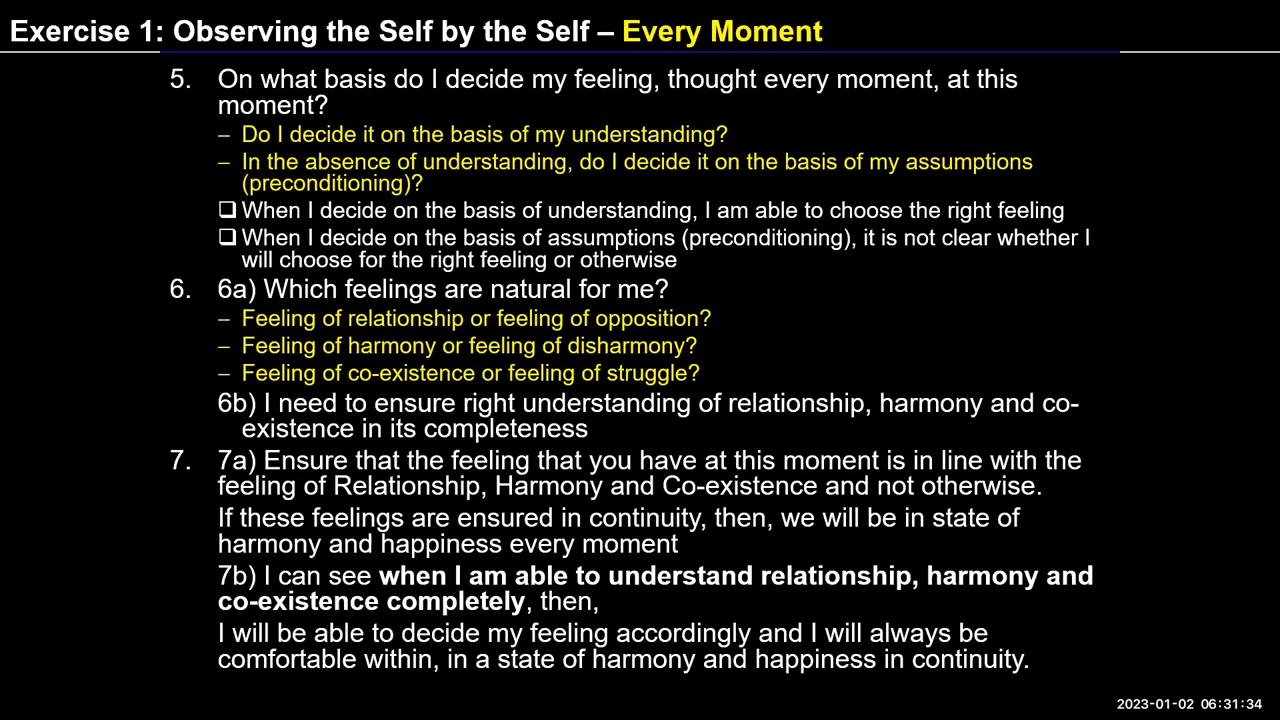 Exercise 1: Observing the Self by the Self – Every Moment
5. On what basis do I decide my feeling, thought every moment, at this
moment?
– Do I decide it on the basis of my understanding?
– In the absence of understanding, do I decide it on the basis of my assumptions
(preconditioning)?
❑ When I decide on the basis of understanding, I am able to choose the right feeling
❑ When I decide on the basis of assumptions (preconditioning), it is not clear whether I
will choose for the right feeling or otherwise
6. 6a) Which feelings are natural for me?
– Feeling of relationship or feeling of opposition?
– Feeling of harmony or feeling of disharmony?
– Feeling of co-existence or feeling of struggle?
6b) I need to ensure right understanding of relationship, harmony and co-
existence in its completeness
7. 7a) Ensure that the feeling that you have at this moment is in line with the
feeling of Relationship, Harmony and Co-existence and not otherwise.
If these feelings are ensured in continuity, then, we will be in state of
harmony and happiness every moment
7b) I can see when I am able to understand relationship, harmony and
co-existence completely, then,
I will be able to decide my feeling accordingly and I will always be
comfortable within, in a state of harmony and happiness in continuity.
2023-01-02 06:31:34